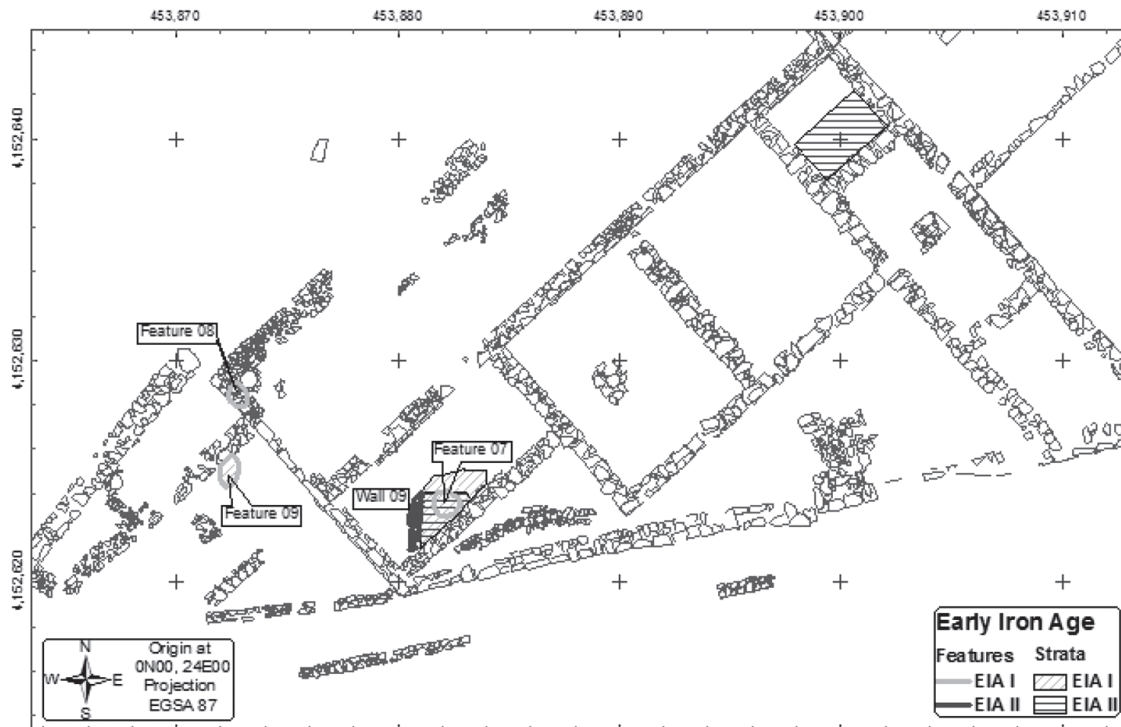 453,870 453,880 453,890 453,900 453,910
4,152,640
4,152,630
4,152,620
Feature 08
Feature 07
Wall 09
Feature 09
N
W E
S
Origin at
0N00, 24E00
Projection
EGSA 87
Early Iron Age
Features Strata
EIA I EIA I
EIA II EIA II